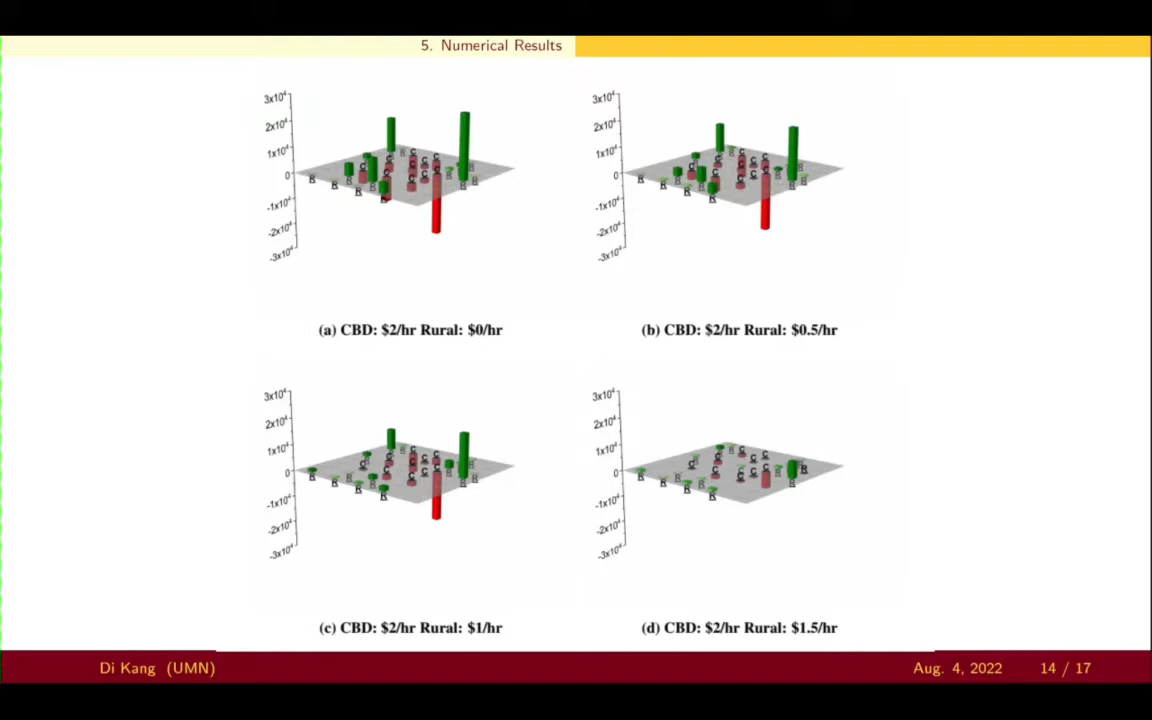 5. Numerical Results
3x10⁴
2x10⁴
1x10⁴
0
-1x10⁴
-2x10⁴
-3x10⁴
3x10⁴
2x10⁴
1x10⁴
0
-1x10⁴
-2x10⁴
-3x10⁴
(a) CBD: $2/hr Rural: $0/hr
(b) CBD: $2/hr Rural: $0.5/hr
3x10⁴
2x10⁴
1x10⁴
0
-1x10⁴
-2x10⁴
-3x10⁴
3x10⁴
2x10⁴
1x10⁴
0
-1x10⁴
-2x10⁴
-3x10⁴
(c) CBD: $2/hr Rural: $1/hr
(d) CBD: $2/hr Rural: $1.5/hr
Di Kang (UMN)
Aug. 4, 2022 14 / 17